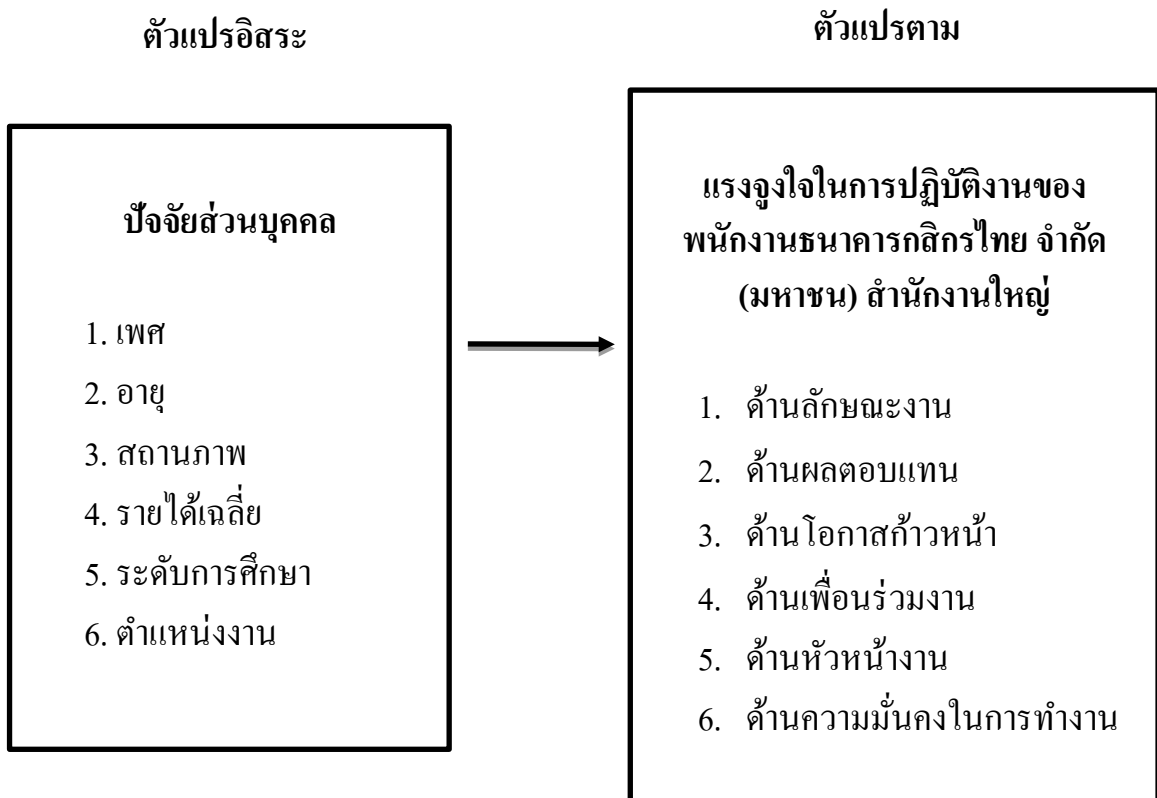 ตัวแปรอิสระ
ปัจจัยส่วนบุคคล
1. เพศ
2. อายุ
3. สถานภาพ
4. รายได้เฉลี่ย
5. ระดับการศึกษา
6. ตำแหน่งงาน
ตัวแปรตาม
แรงจูงใจในการปฏิบัติงานของ
พนักงานธนาคารกสิกรไทย จำกัด
(มหาชน) สำนักงานใหญ่
1. ด้านลักษณะงาน
2. ด้านผลตอบแทน
3. ด้านโอกาสก้าวหน้า
4. ด้านเพื่อนร่วมงาน
5. ด้านหัวหน้างาน
6. ด้านความมั่นคงในการทำงาน